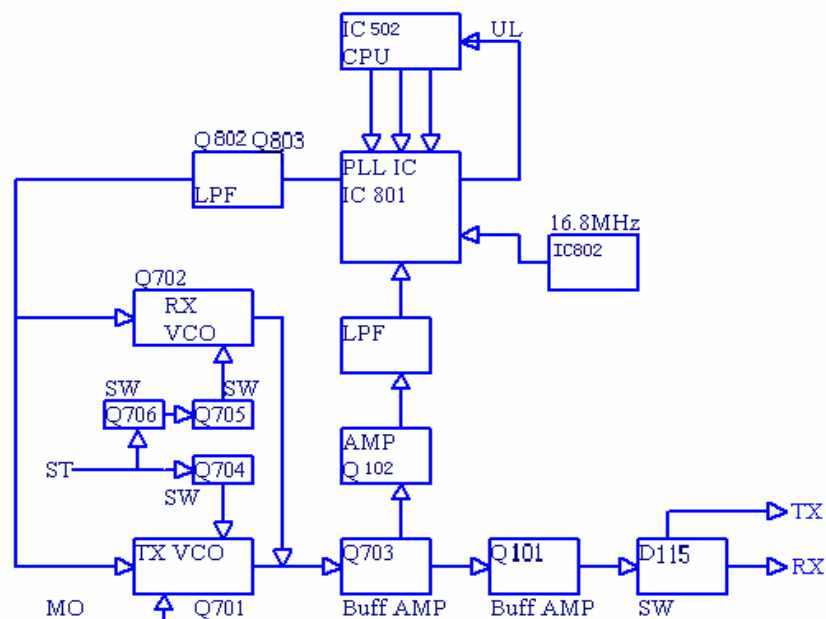 IC 502
CPU
UL
Q802 Q803
LPF
PLL IC
IC 801
16.8MHz
IC802
Q702
RX
VCO
LPF
SW
SW
Q706
Q705
AMP
Q 102
ST
Q704
SW
TX
TX VCO
Q703
Q 101
D115
RX
MO
Q701
Buff AMP
Buff AMP
SW